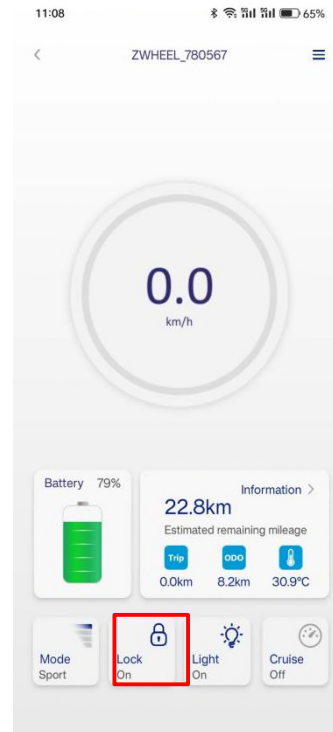 11:08
65%
ZWHEEL_780567
0.0
km/h
Battery 79%
Information >
22.8km
Estimated remaining mileage
Trip ODO
0.0km 8.2km 30.9°C
Mode Lock Light Cruise
Sport On On Off